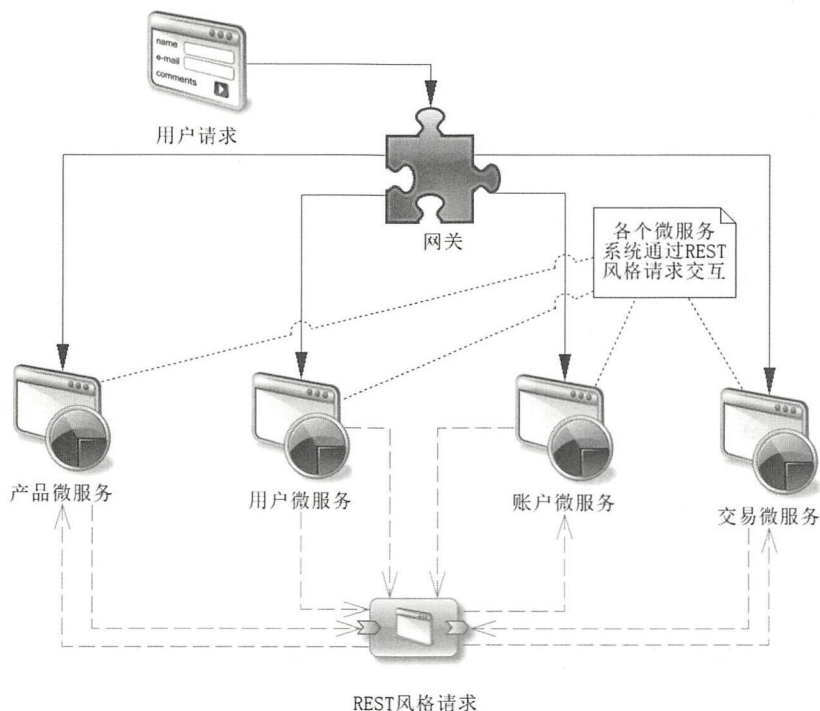 name
e-mail
comments
用户请求
网关
各个微服务
系统通过REST
风格请求交互
产品微服务
用户微服务
账户微服务
交易微服务
REST风格请求